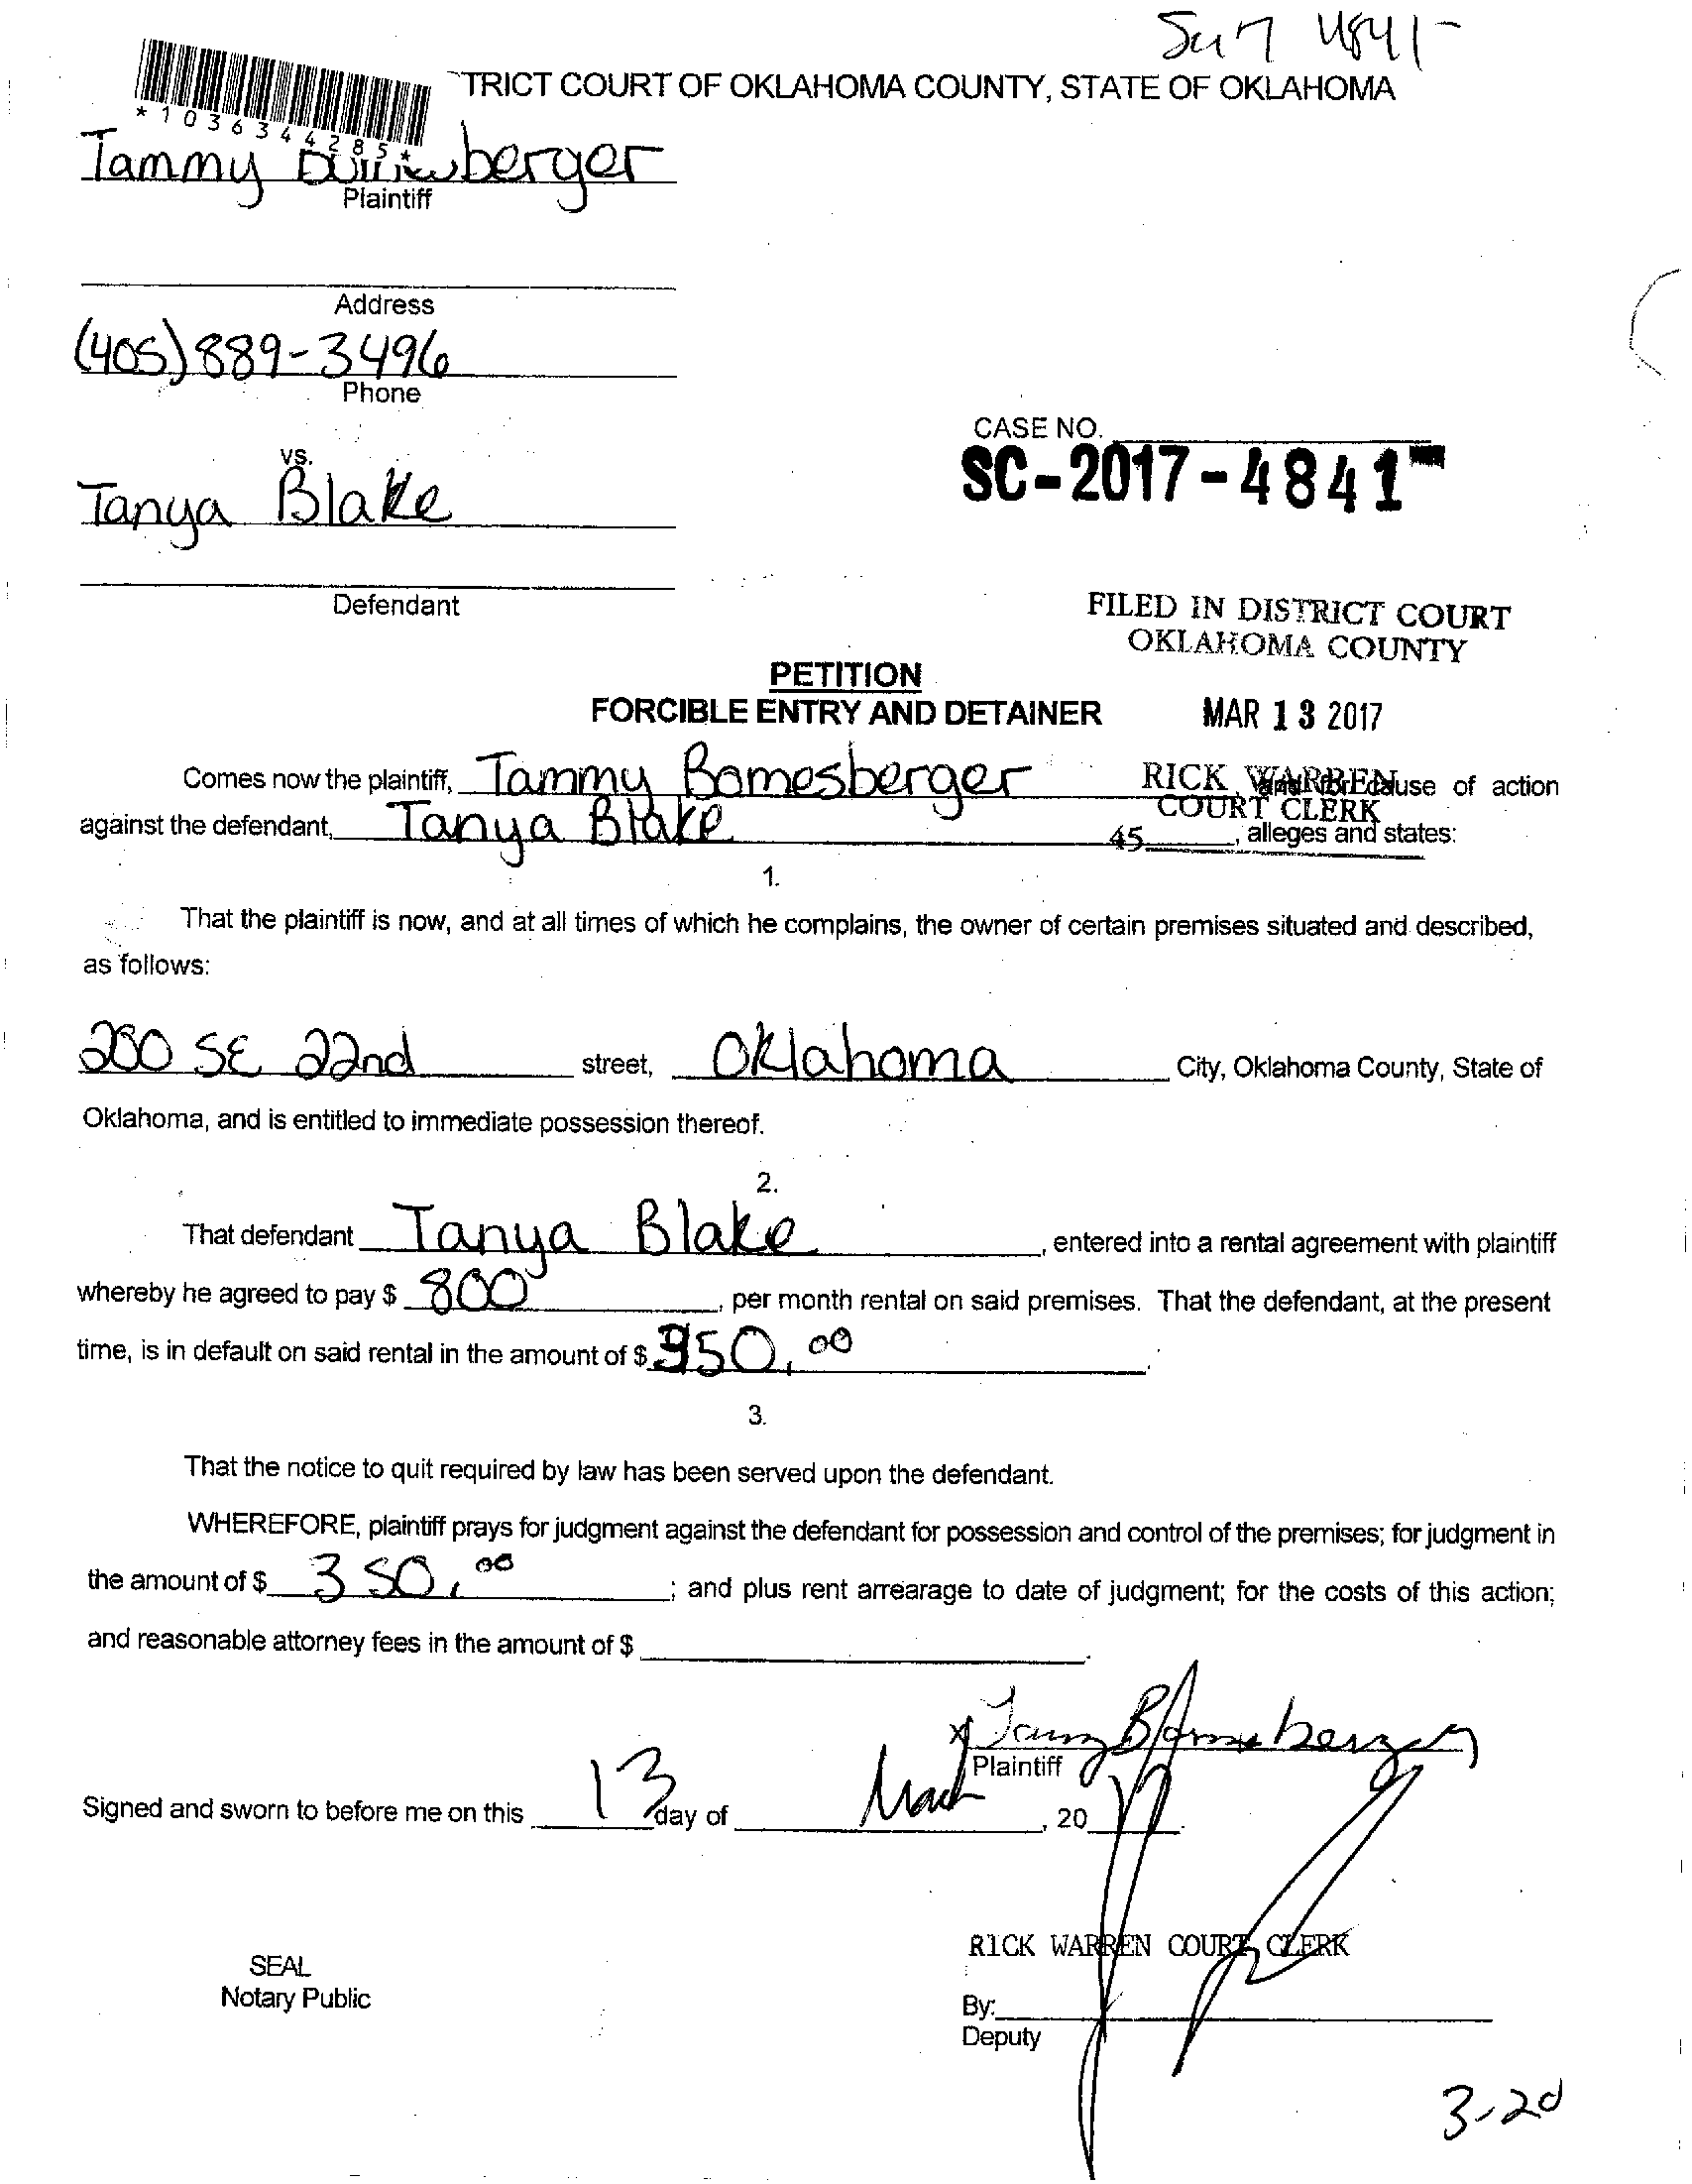 TRICT COURT OF OKLAHOMA COUNTY, STATE OF OKLAHOMA
*1036344285*
Tammy berger
Plaintiff
Address
(405) 889-3496
Phone
CASE NO.
SC-2017-4841
vs.
Tanya Blake
Defendant
FILED IN DISTRICT COURT
OKLAHOMA COUNTY
PETITION
FORCIBLE ENTRY AND DETAINER
MAR 13 2017
Comes now the plaintiff, Tammy Bomesberger and for cause of action
RICK WARREN
COURT CLERK
against the defendant, Tanya Blake 45 , alleges and states:
1.
That the plaintiff is now, and at all times of which he complains, the owner of certain premises situated and described,
as follows:
SE 22nd street, Oklahoma City, Oklahoma County, State of
Oklahoma, and is entitled to immediate possession thereof.
2.
That defendant Tanya Blake , entered into a rental agreement with plaintiff
whereby he agreed to pay $ 800 , per month rental on said premises. That the defendant, at the present
time, is in default on said rental in the amount of $ 50.00 .
3.
That the notice to quit required by law has been served upon the defendant.
WHEREFORE, plaintiff prays for judgment against the defendant for possession and control of the premises; for judgment in
the amount of $ 350.00 ; and plus rent arrearage to date of judgment; for the costs of this action;
and reasonable attorney fees in the amount of $ .
x Tammy Bomesberger
Plaintiff
Signed and sworn to before me on this 13 day of March , 20 17.
RICK WARREN COURT CLERK
SEAL
Notary Public
By:
Deputy
3-20